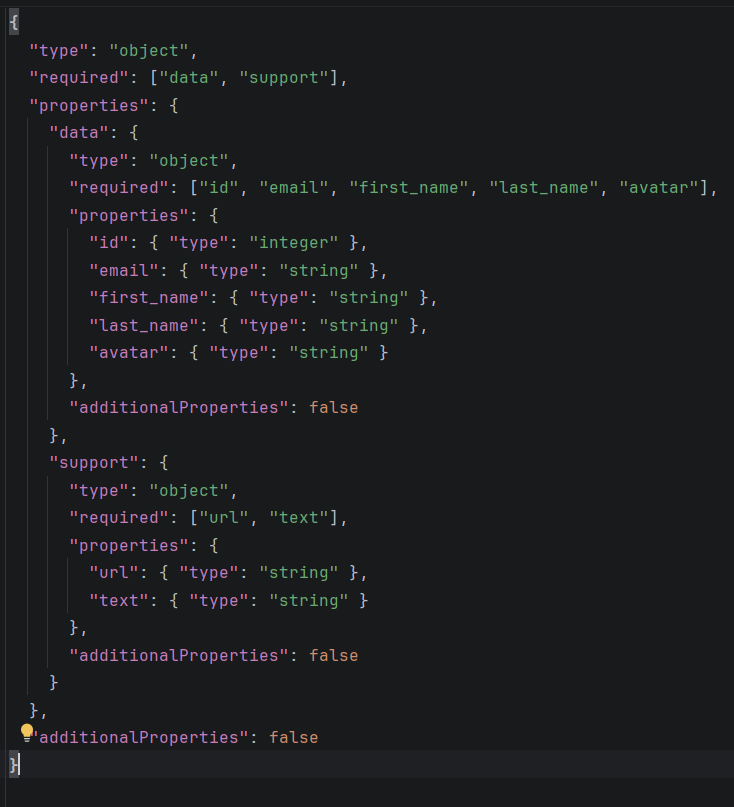 {
  "type": "object",
  "required": ["data", "support"],
  "properties": {
    "data": {
      "type": "object",
      "required": ["id", "email", "first_name", "last_name", "avatar"],
      "properties": {
        "id": { "type": "integer" },
        "email": { "type": "string" },
        "first_name": { "type": "string" },
        "last_name": { "type": "string" },
        "avatar": { "type": "string" }
      },
      "additionalProperties": false
    },
    "support": {
      "type": "object",
      "required": ["url", "text"],
      "properties": {
        "url": { "type": "string" },
        "text": { "type": "string" }
      },
      "additionalProperties": false
    }
  },
  "additionalProperties": false
}